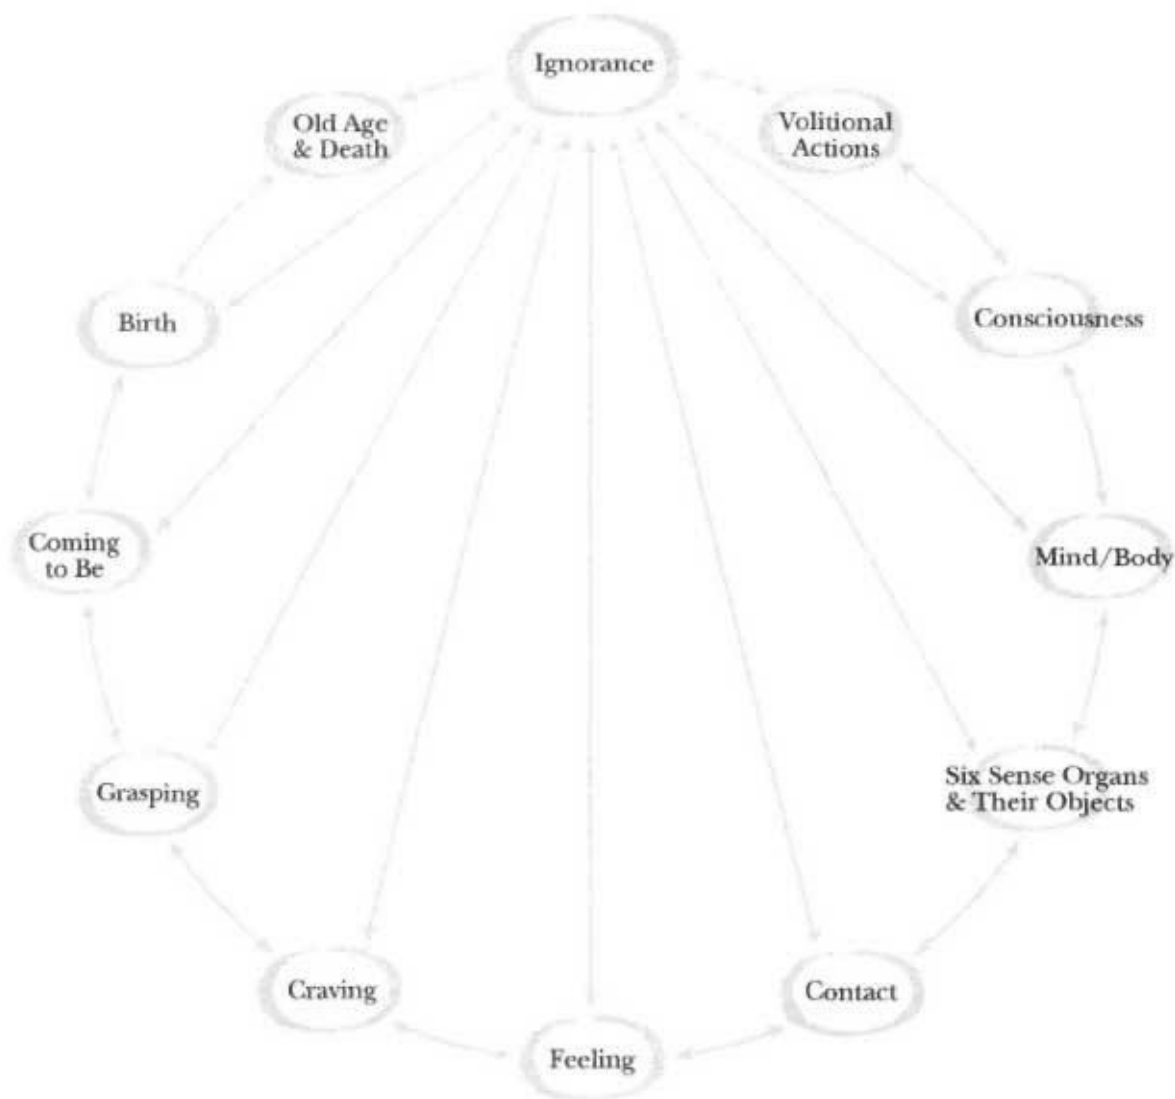 Ignorance
Old Age
& Death
Volitional
Actions
Birth
Consciousness
Coming
to Be
Mind/Body
Grasping
Six Sense Organs
& Their Objects
Craving
Contact
Feeling